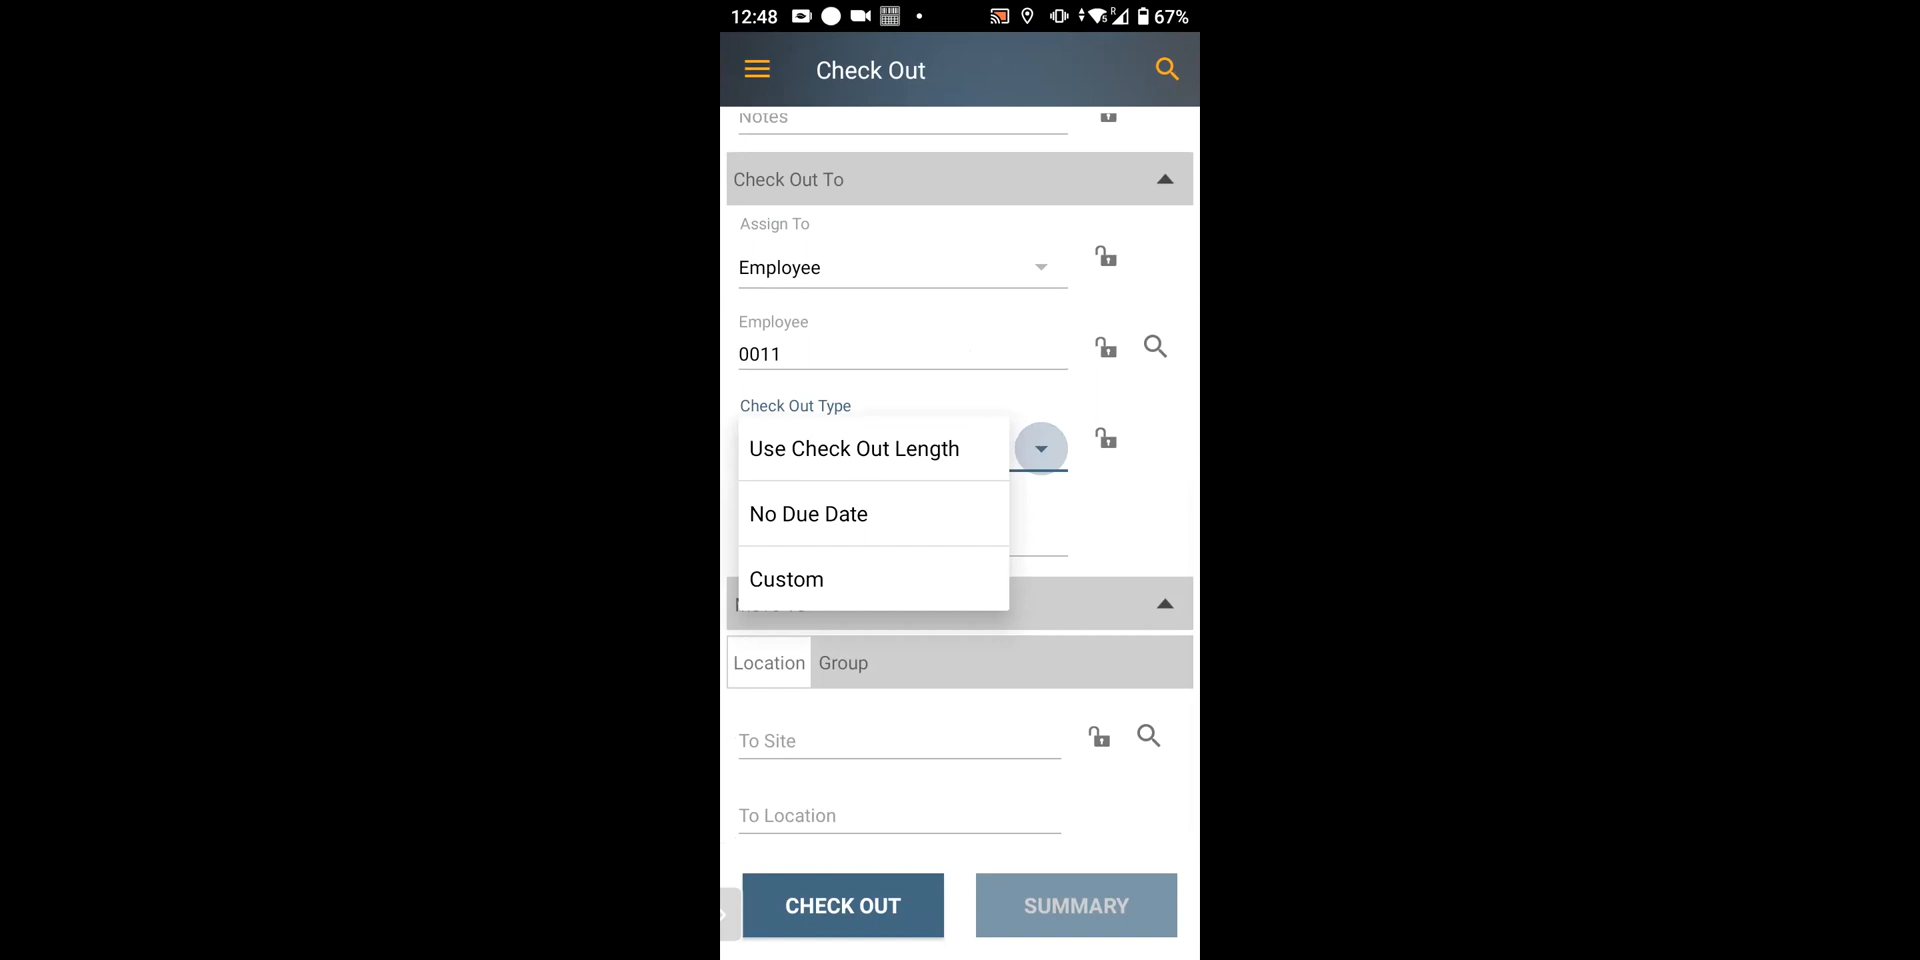 12:48
R
5
67%
Check Out
Notes
Check Out To
Assign To
Employee
Employee
0011
Check Out Type
Use Check Out Length
No Due Date
Custom
Location Group
To Site
To Location
CHECK OUT SUMMARY